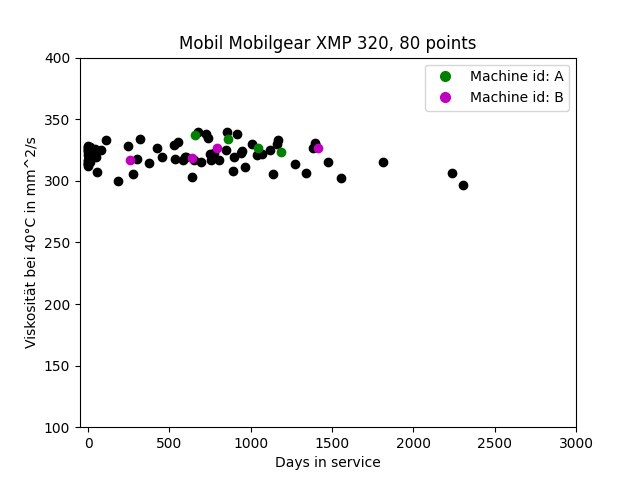 Mobil Mobilgear XMP 320, 80 points
Machine id: A
Machine id: B
Viskosität bei 40°C in mm^2/s
400
350
300
250
200
150
100
0 500 1000 1500 2000 2500 3000
Days in service